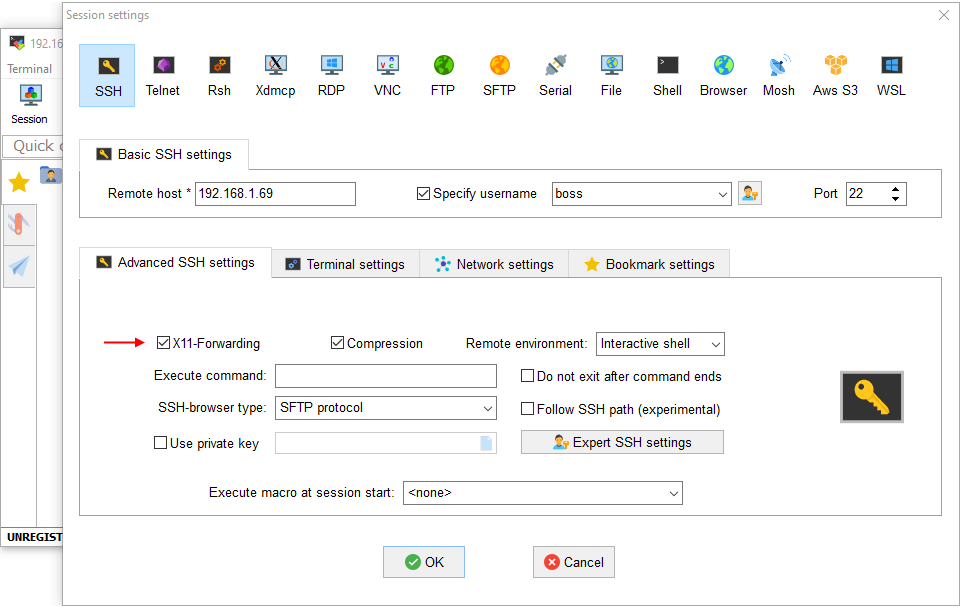 Session settings
192.16
Terminal
Session
Quick c
SSH
Telnet
Rsh
Xdmcp
RDP
VNC
FTP
SFTP
Serial
File
Shell
Browser
Mosh
Aws S3
WSL
Basic SSH settings
Remote host * 192.168.1.69 Specify username boss Port 22
Advanced SSH settings Terminal settings Network settings Bookmark settings
X11-Forwarding Compression Remote environment: Interactive shell
Execute command: Do not exit after command ends
SSH-browser type: SFTP protocol Follow SSH path (experimental)
Use private key Expert SSH settings
Execute macro at session start: <none>
UNREGIST
OK Cancel